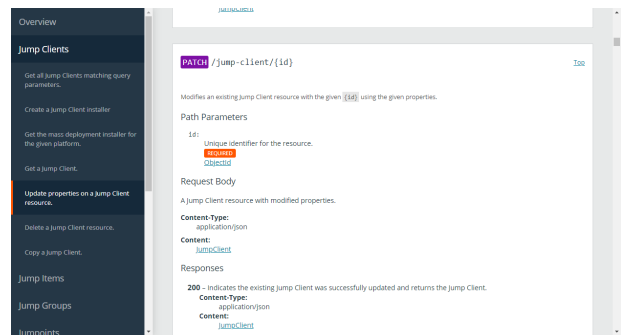 Overview
Jump Clients
Get all Jump Clients matching query
parameters.
Create a Jump Client installer
Get the mass deployment installer for
the given platform.
Get a Jump Client.
Update properties on a Jump Client
resource.
Delete a Jump Client resource.
Copy a Jump Client.
Jump Items
Jump Groups
Jumpoints
JumpClient
PATCH /jump-client/{id}
Top
Modifies an existing Jump Client resource with the given {id} using the given properties.
Path Parameters
id:
Unique identifier for the resource.
REQUIRED
ObjectId
Request Body
A Jump Client resource with modified properties.
Content-Type:
application/json
Content:
JumpClient
Responses
200 – Indicates the existing Jump Client was successfully updated and returns the Jump Client.
Content-Type:
application/json
Content:
JumpClient